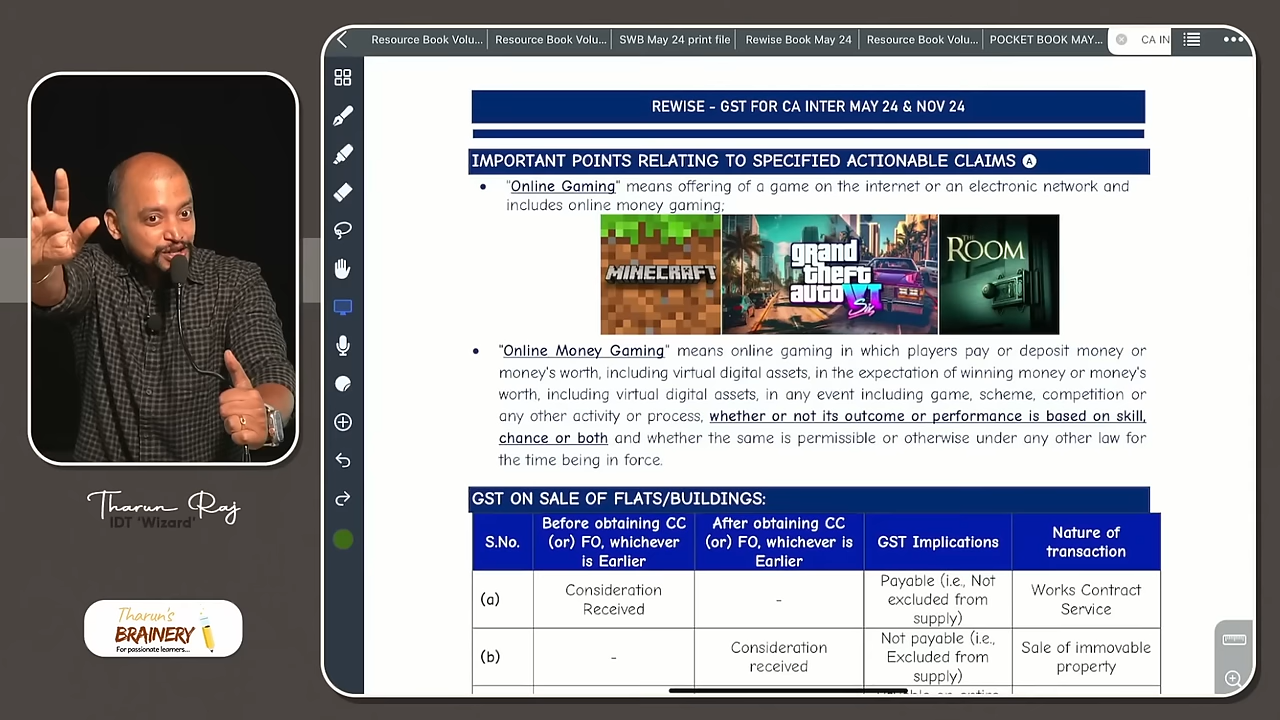 Resource Book Volu...
Resource Book Volu...
SWB May 24 print file
Rewise Book May 24
Resource Book Volu...
POCKET BOOK MAY...
CA IN
REWISE - GST FOR CA INTER MAY 24 & NOV 24
IMPORTANT POINTS RELATING TO SPECIFIED ACTIONABLE CLAIMS A
• "Online Gaming" means offering of a game on the internet or an electronic network and
includes online money gaming;
MINECRAFT
grand
theft
auto VI
Six
THE
ROOM
• "Online Money Gaming" means online gaming in which players pay or deposit money or
money's worth, including virtual digital assets, in the expectation of winning money or money's
worth, including virtual digital assets, in any event including game, scheme, competition or
any other activity or process, whether or not its outcome or performance is based on skill,
chance or both and whether the same is permissible or otherwise under any other law for
the time being in force.
GST ON SALE OF FLATS/BUILDINGS:
S.No.
Before obtaining CC
(or) FO, whichever
is Earlier
After obtaining CC
(or) FO, whichever is
Earlier
GST Implications
Nature of
transaction
(a)
Consideration
Received
-
Payable (i.e., Not
excluded from
supply)
Works Contract
Service
(b)
-
Consideration
received
Not payable (i.e.,
Excluded from
supply)
Sale of immovable
property
Tharun Raj
IDT 'Wizard'
Tharun's
BRAINERY
For passionate learners...